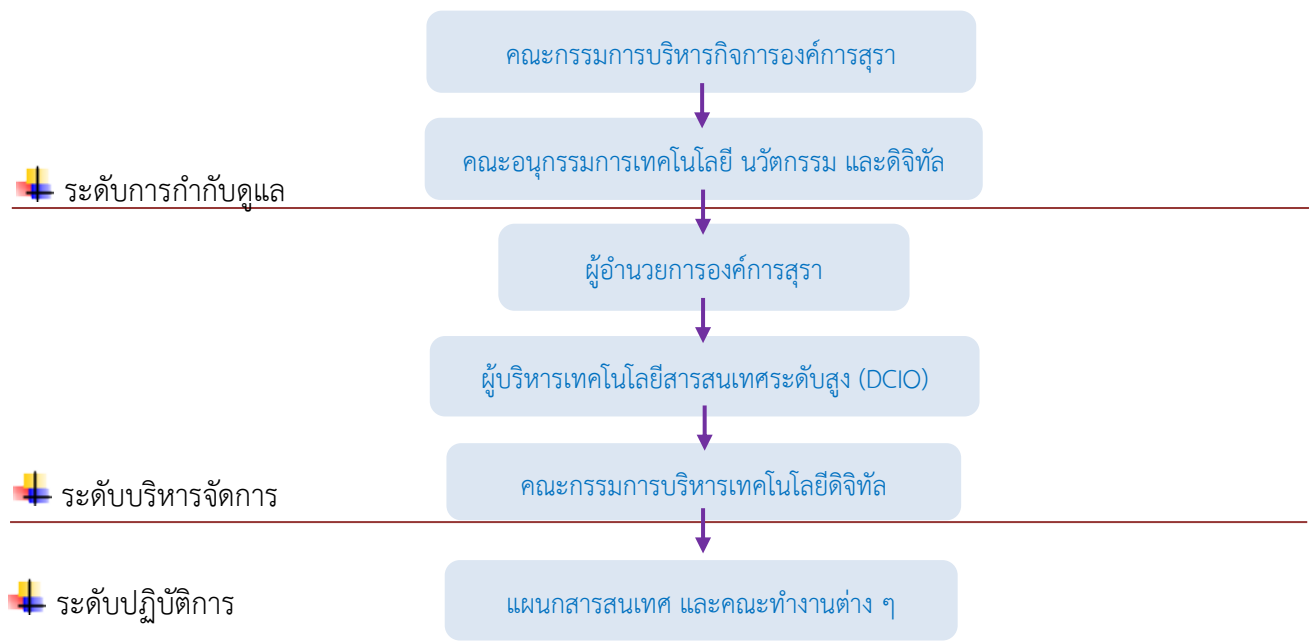 คณะกรรมการบริหารกิจการองค์การสุรา
คณะอนุกรรมการเทคโนโลยี นวัตกรรม และดิจิทัล
ระดับการกำกับดูแล
ผู้อำนวยการองค์การสุรา
ผู้บริหารเทคโนโลยีสารสนเทศระดับสูง (DCIO)
คณะกรรมการบริหารเทคโนโลยีดิจิทัล
ระดับบริหารจัดการ
แผนกสารสนเทศ และคณะทำงานต่าง ๆ
ระดับปฏิบัติการ